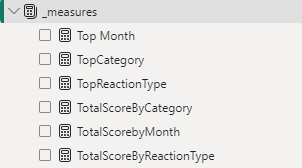 _measures
Top Month
TopCategory
TopReactionType
TotalScoreByCategory
TotalScorebyMonth
TotalScoreByReactionType